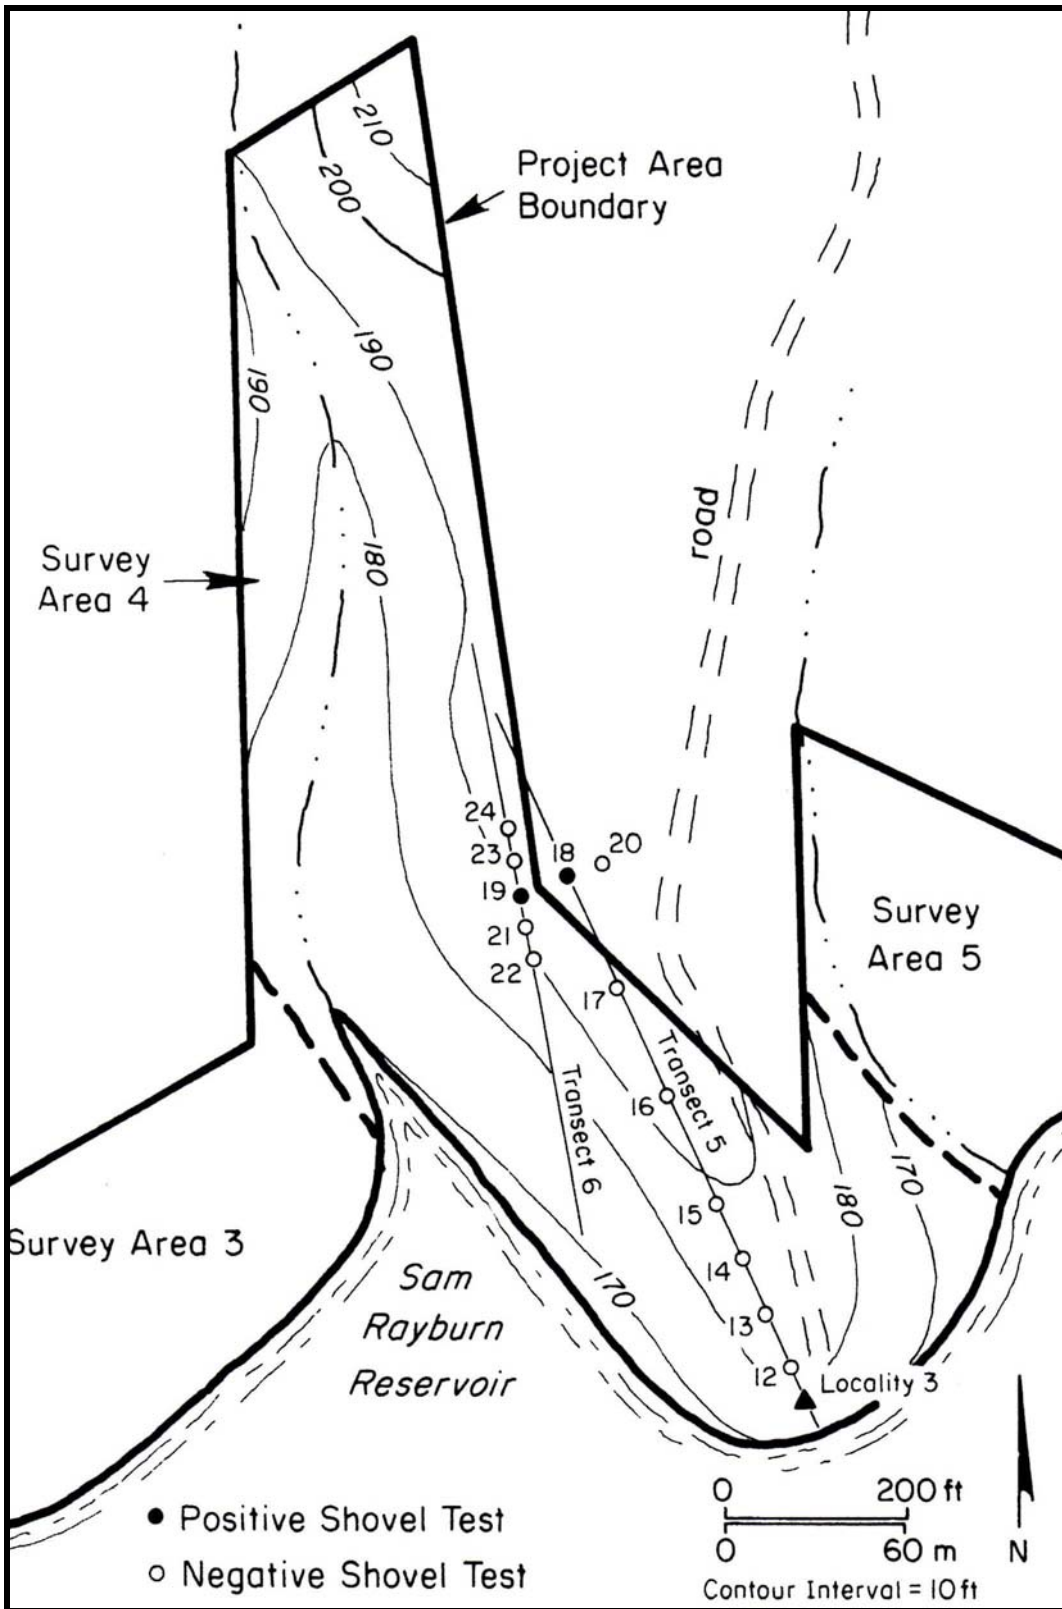 210
200
Project Area
Boundary
190
190
180
road
Survey
Area 4
24
23
18
20
19
21
22
17
Survey
Area 5
Transect 5
16
Transect 6
15
180
170
14
13
12
Survey Area 3
170
Sam
Rayburn
Reservoir
Locality 3
Positive Shovel Test
Negative Shovel Test
0 200 ft
0 60 m
N
Contour Interval = 10 ft